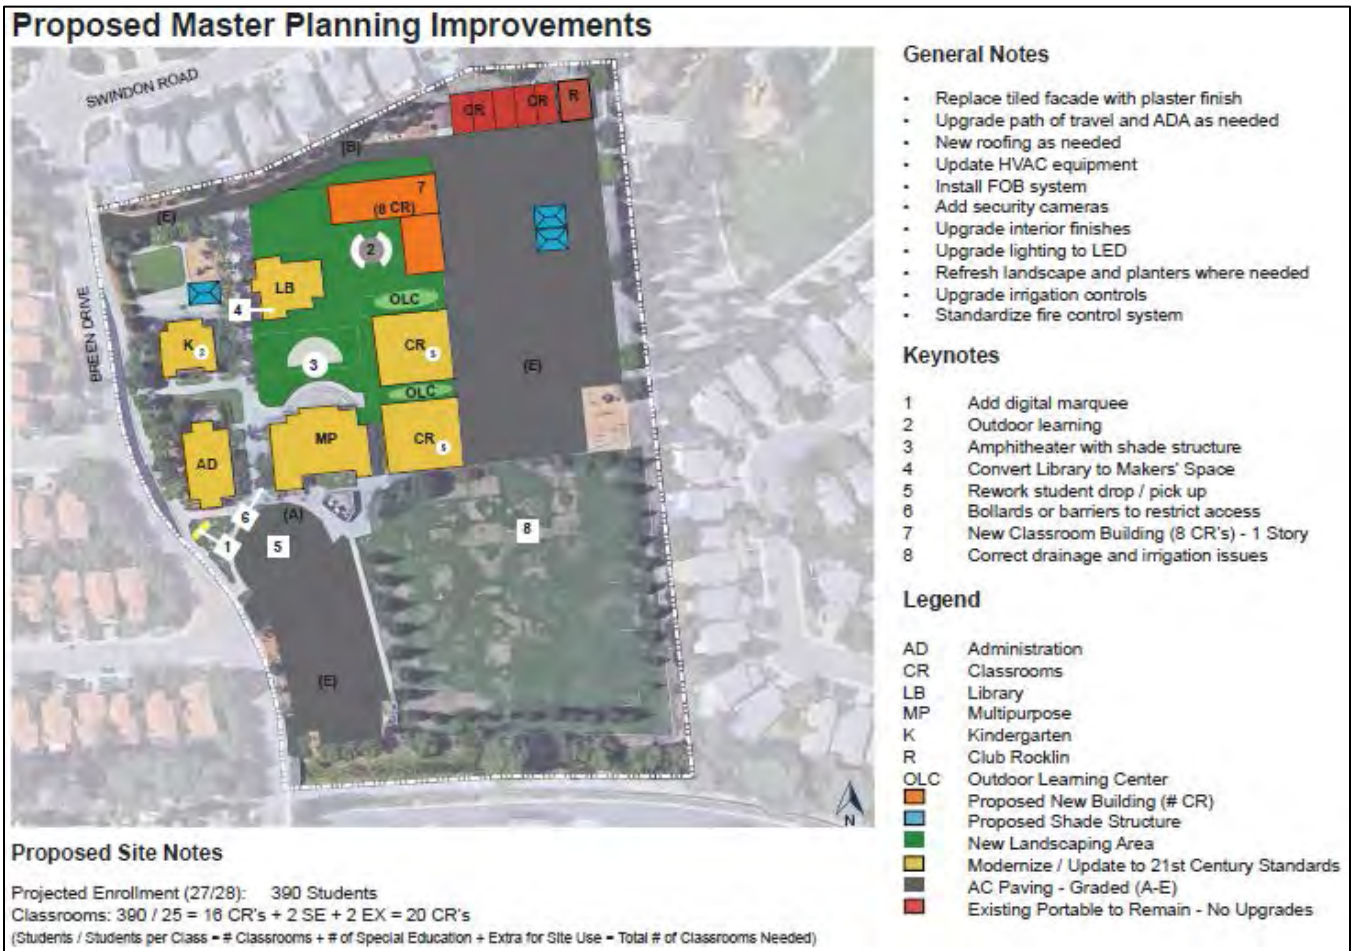 Proposed Master Planning Improvements
SWINDON ROAD
BREEN DRIVE
CR
CR
R
(B)
(E)
7
(8 CR)
2
LB
OLC
4
K
2
3
CR
5
(E)
OLC
AD
MP
CR
5
6
(A)
1
5
8
(E)
N
General Notes
• Replace tiled facade with plaster finish
• Upgrade path of travel and ADA as needed
• New roofing as needed
• Update HVAC equipment
• Install FOB system
• Add security cameras
• Upgrade interior finishes
• Upgrade lighting to LED
• Refresh landscape and planters where needed
• Upgrade irrigation controls
• Standardize fire control system
Keynotes
1 Add digital marquee
2 Outdoor learning
3 Amphitheater with shade structure
4 Convert Library to Makers' Space
5 Rework student drop / pick up
6 Bollards or barriers to restrict access
7 New Classroom Building (8 CR's) - 1 Story
8 Correct drainage and irrigation issues
Legend
AD Administration
CR Classrooms
LB Library
MP Multipurpose
K Kindergarten
R Club Rocklin
OLC Outdoor Learning Center
Proposed New Building (# CR)
Proposed Shade Structure
New Landscaping Area
Modernize / Update to 21st Century Standards
AC Paving - Graded (A-E)
Existing Portable to Remain - No Upgrades
Proposed Site Notes
Projected Enrollment (27/28): 390 Students
Classrooms: 390 / 25 = 16 CR's + 2 SE + 2 EX = 20 CR's
(Students / Students per Class = # Classrooms + # of Special Education + Extra for Site Use = Total # of Classrooms Needed)